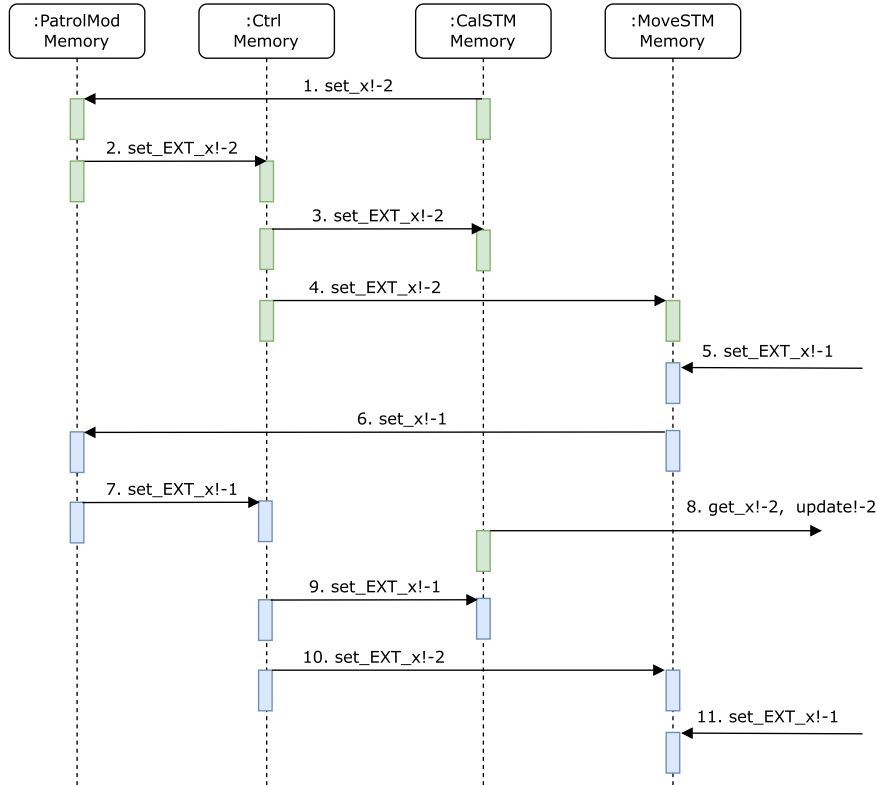 :PatrolMod
Memory
:Ctrl
Memory
:CalSTM
Memory
:MoveSTM
Memory
1. set_x!-2
2. set_EXT_x!-2
3. set_EXT_x!-2
4. set_EXT_x!-2
5. set_EXT_x!-1
6. set_x!-1
7. set_EXT_x!-1
8. get_x!-2,  update!-2
9. set_EXT_x!-1
10. set_EXT_x!-2
11. set_EXT_x!-1